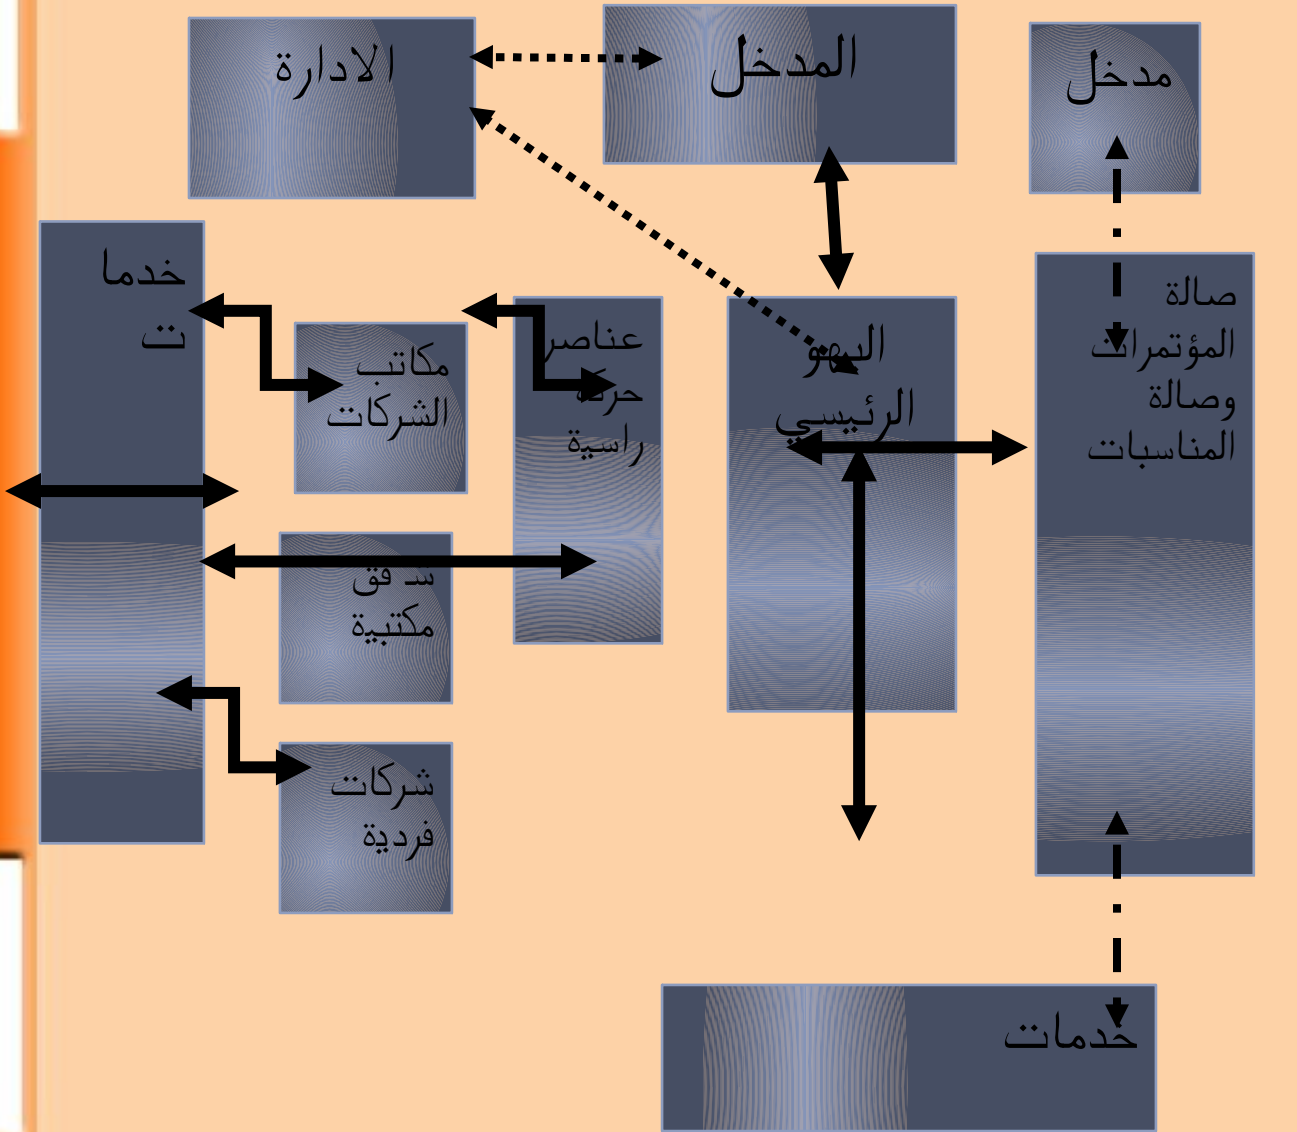 مدخل
المدخل
الادارة
صالة
المؤتمرات
وصالة
المناسبات
البهو
الرئيسي
عناصر
حركة
راسية
مكاتب
الشركات
خدما
ت
مكتبية
شركات
فردية
خدمات